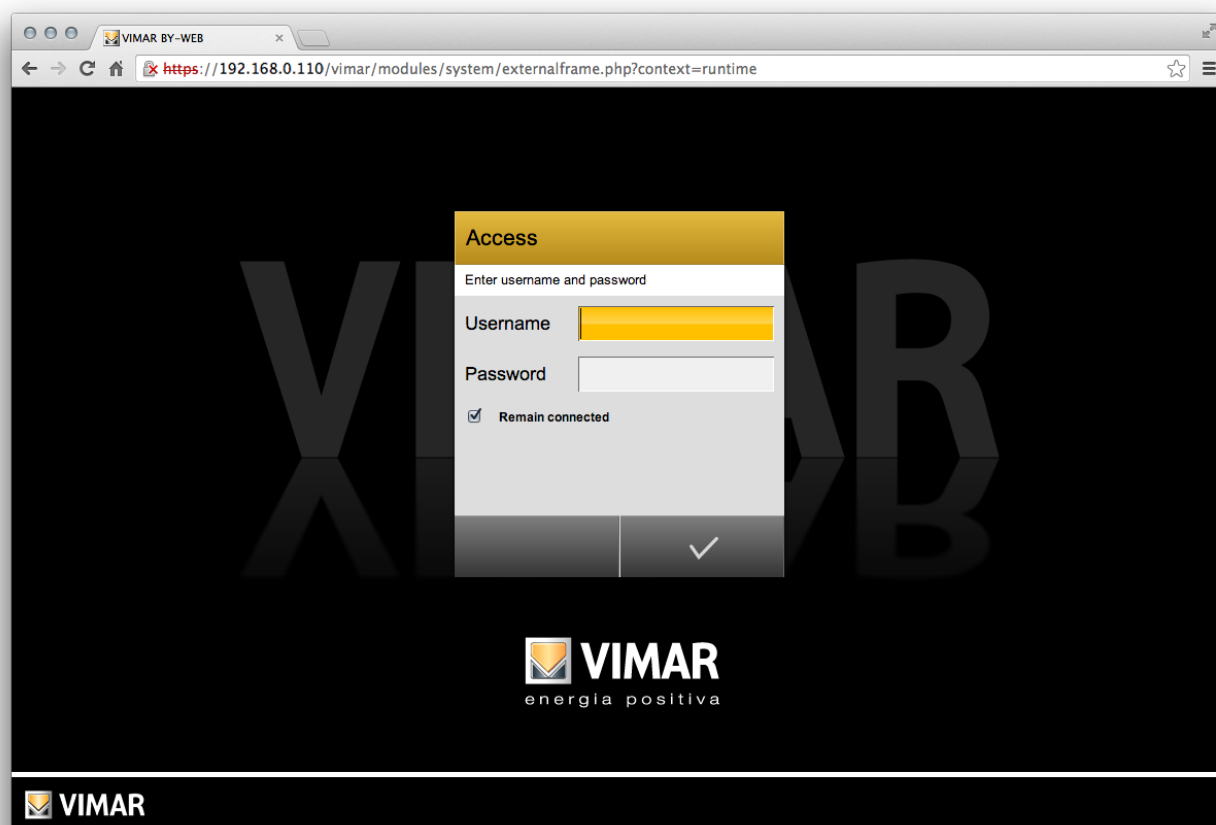 VIMAR BY-WEB
https://192.168.0.110/vimar/modules/system/externalframe.php?context=runtime
VIMAR
Access
Enter username and password
Username
Password
Remain connected
VIMAR
energia positiva
VIMAR